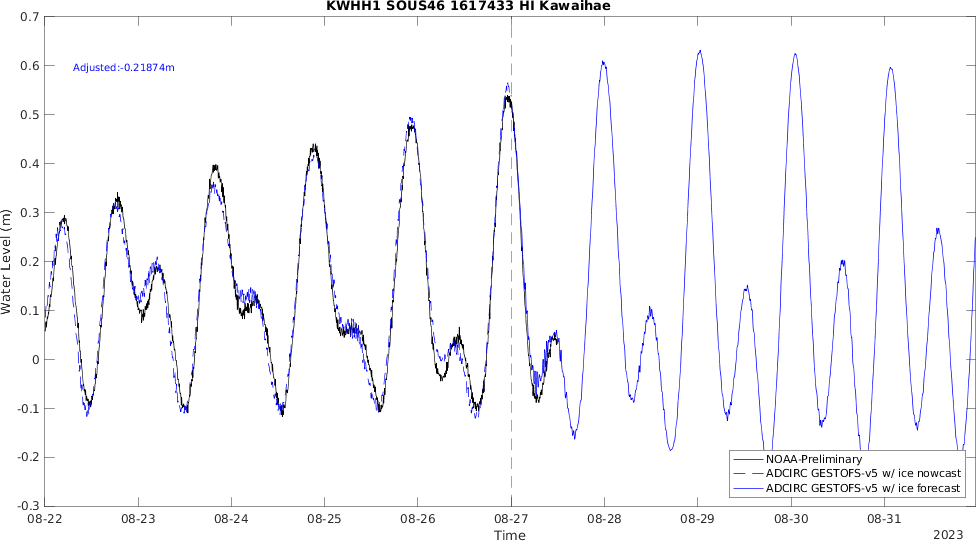 KWHH1 SOUS46 1617433 HI Kawaihae
Adjusted:-0.21874m
Water Level (m)
0.7
0.6
0.5
0.4
0.3
0.2
0.1
0
-0.1
-0.2
-0.3
NOAA-Preliminary
ADCIRC GESTOFS-v5 w/ ice nowcast
ADCIRC GESTOFS-v5 w/ ice forecast
08-22 08-23 08-24 08-25 08-26 08-27 08-28 08-29 08-30 08-31
Time
2023